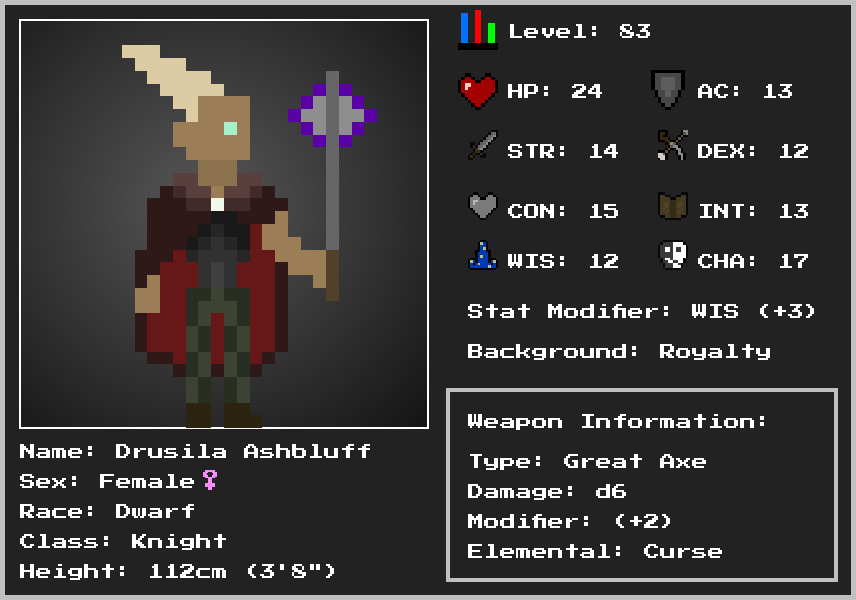 Level: 83
HP: 24
AC: 13
STR: 14
DEX: 12
CON: 15
INT: 13
WIS: 12
CHA: 17
Stat Modifier: WIS (+3)
Background: Royalty
Weapon Information:
Type: Great Axe
Damage: d6
Modifier: (+2)
Elemental: Curse
Name: Drusila Ashbluff
Sex: Female♀
Race: Dwarf
Class: Knight
Height: 112cm (3'8")